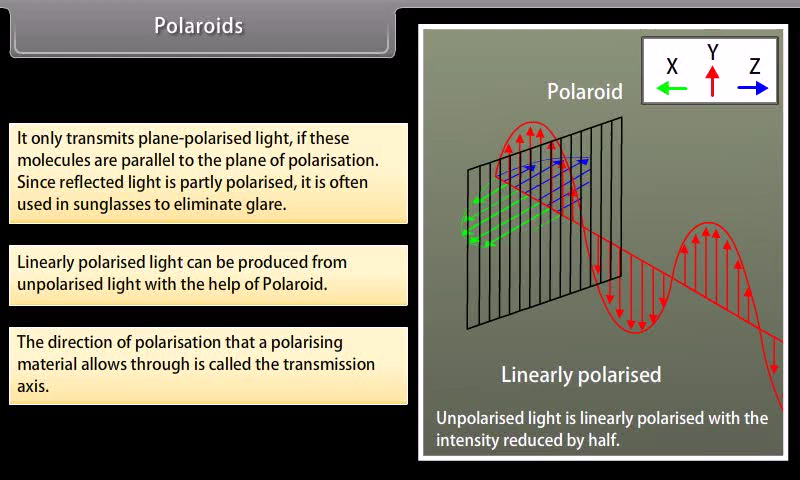 Polaroids
It only transmits plane-polarised light, if these
molecules are parallel to the plane of polarisation.
Since reflected light is partly polarised, it is often
used in sunglasses to eliminate glare.
Linearly polarised light can be produced from
unpolarised light with the help of Polaroid.
The direction of polarisation that a polarising
material allows through is called the transmission
axis.
X Y Z
Polaroid
Linearly polarised
Unpolarised light is linearly polarised with the
intensity reduced by half.